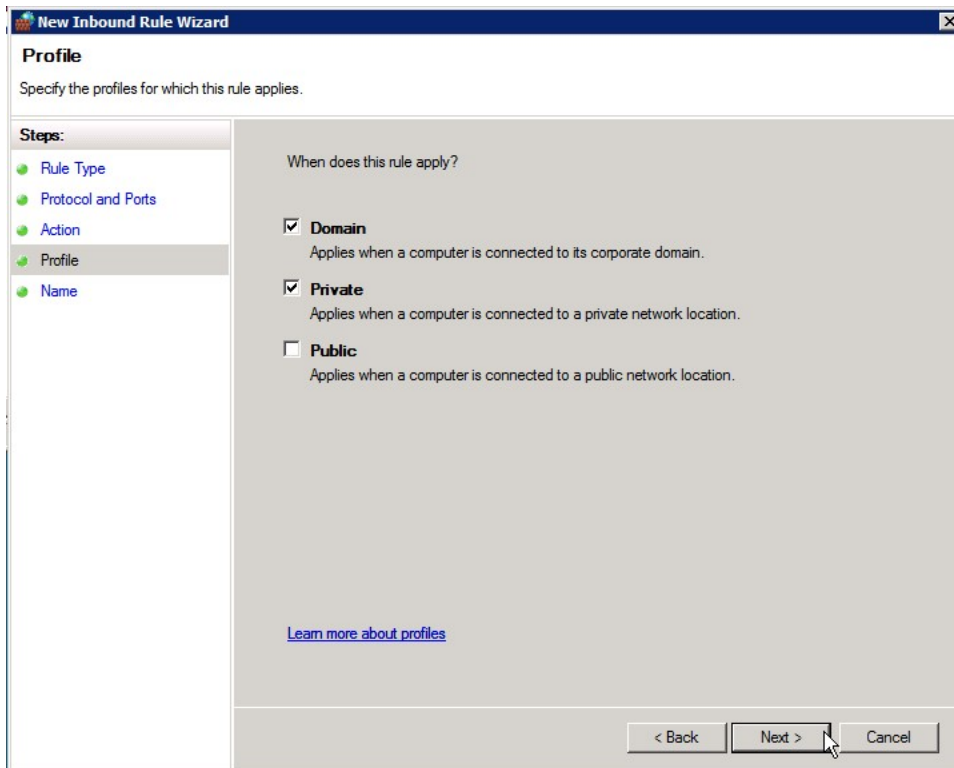 New Inbound Rule Wizard
Profile
Specify the profiles for which this rule applies.
Steps:
Rule Type
Protocol and Ports
Action
Profile
Name
When does this rule apply?
Domain
Applies when a computer is connected to its corporate domain.
Private
Applies when a computer is connected to a private network location.
Public
Applies when a computer is connected to a public network location.
Learn more about profiles
< Back
Next >
Cancel